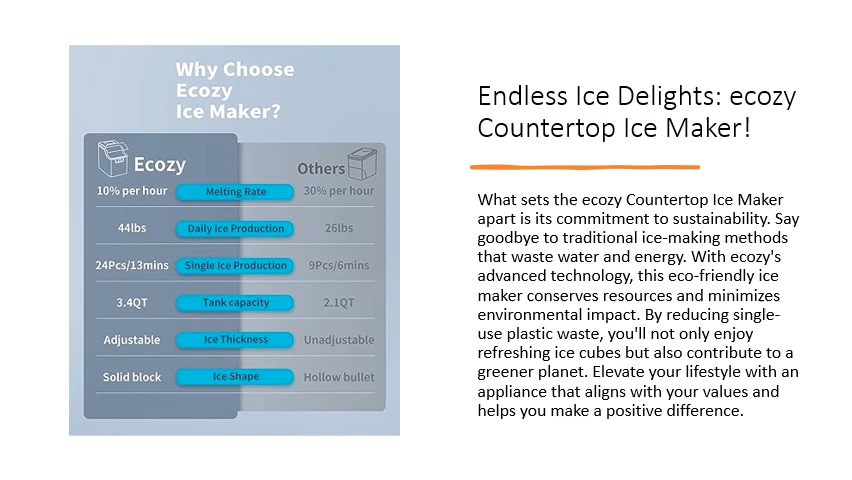 Why Choose
Ecozy
Ice Maker?
Ecozy
Others
10% per hour Melting Rate 30% per hour
44lbs Daily Ice Production 26lbs
24Pcs/13mins Single Ice Production 9Pcs/6mins
3.4QT Tank capacity 2.1QT
Adjustable Ice Thickness Unadjustable
Solid block Ice Shape Hollow bullet
Endless Ice Delights: ecozy
Countertop Ice Maker!
What sets the ecozy Countertop Ice Maker
apart is its commitment to sustainability. Say
goodbye to traditional ice-making methods
that waste water and energy. With ecozy's
advanced technology, this eco-friendly ice
maker conserves resources and minimizes
environmental impact. By reducing single-
use plastic waste, you'll not only enjoy
refreshing ice cubes but also contribute to a
greener planet. Elevate your lifestyle with an
appliance that aligns with your values and
helps you make a positive difference.